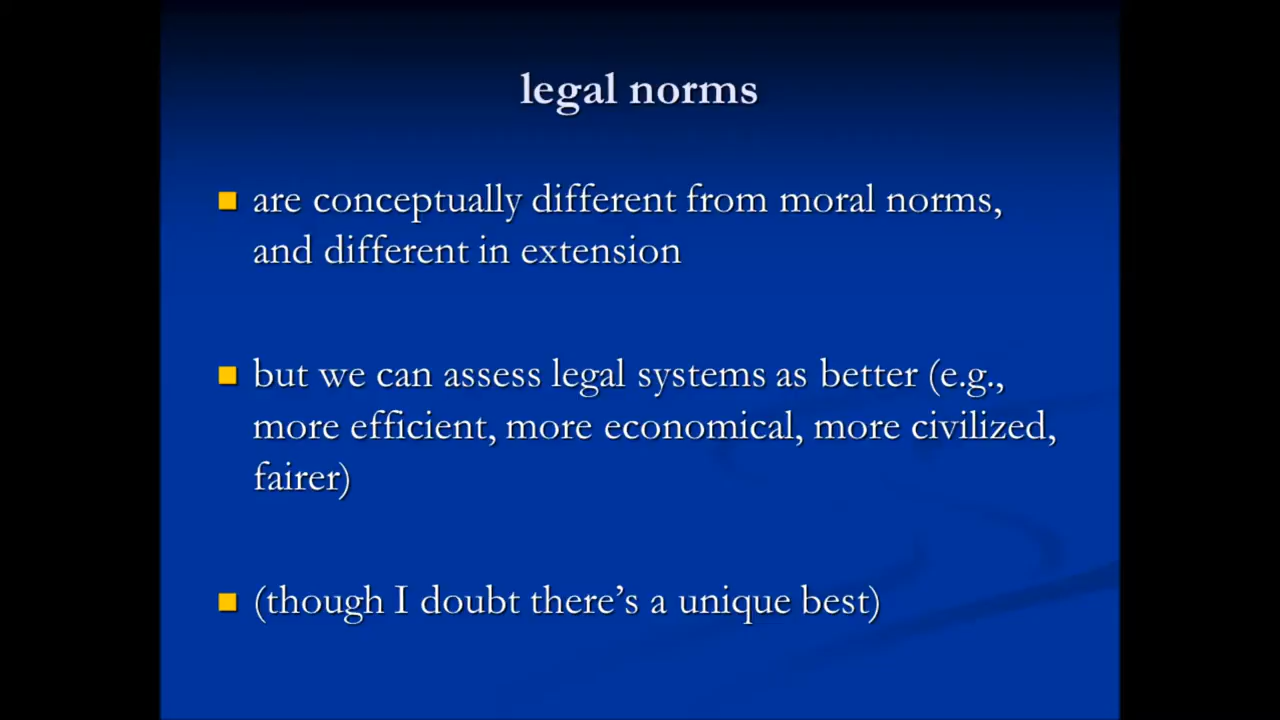 legal norms
are conceptually different from moral norms,
and different in extension
but we can assess legal systems as better (e.g.,
more efficient, more economical, more civilized,
fairer)
(though I doubt there’s a unique best)